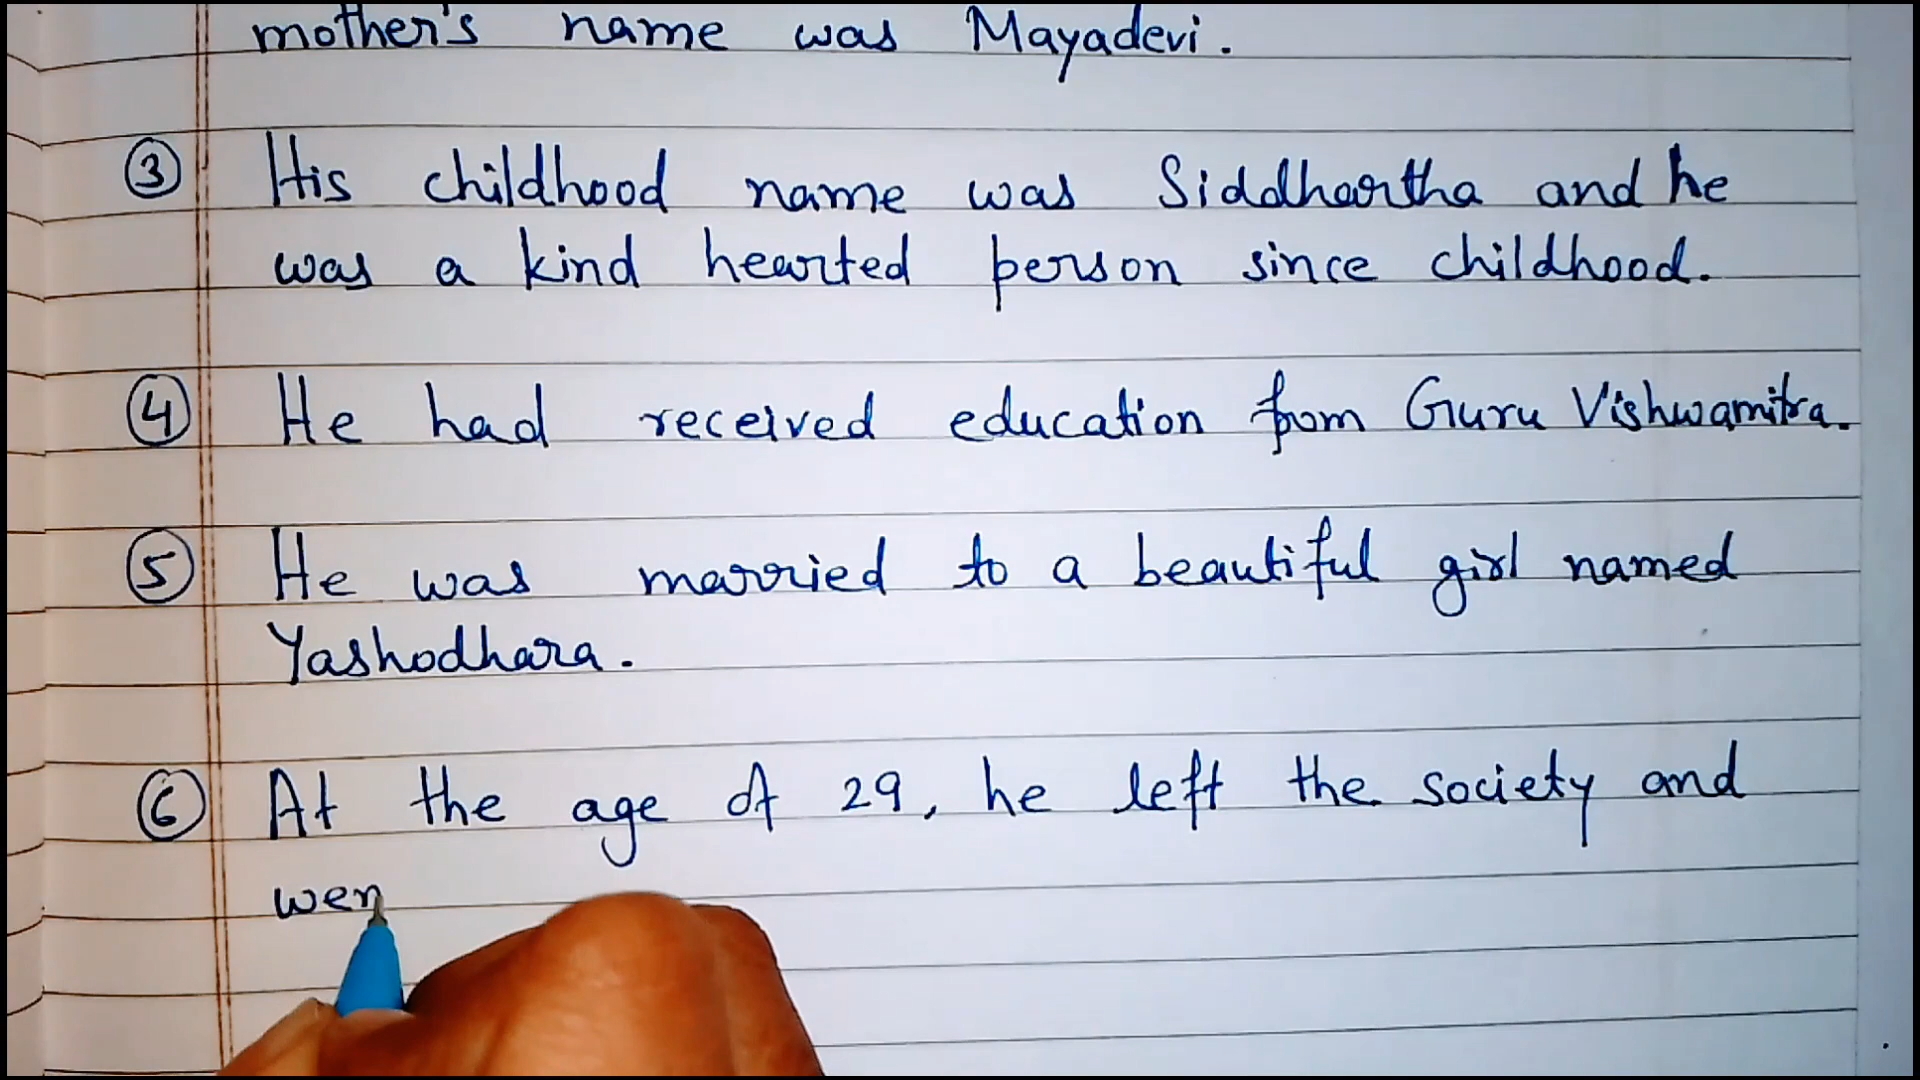 mother's name was Mayadevi.
3 His childhood name was Siddhartha and he
was a kind hearted person since childhood.
4 He had received education from Guru Vishwamitra.
5 He was married to a beautiful girl named
Yashodhara.
6 At the age of 29, he left the society and
wen